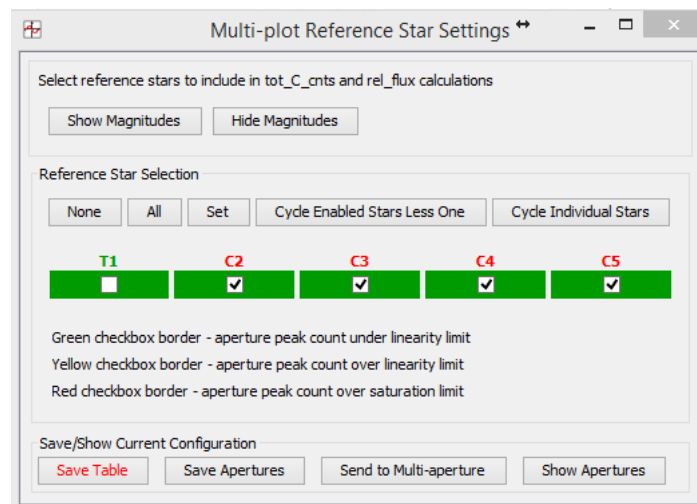 Multi-plot Reference Star Settings
Select reference stars to include in tot_C_cnts and rel_flux calculations
Show Magnitudes Hide Magnitudes
Reference Star Selection
None All Set Cycle Enabled Stars Less One Cycle Individual Stars
T1 C2 C3 C4 C5
Green checkbox border - aperture peak count under linearity limit
Yellow checkbox border - aperture peak count over linearity limit
Red checkbox border - aperture peak count over saturation limit
Save/Show Current Configuration
Save Table Save Apertures Send to Multi-aperture Show Apertures